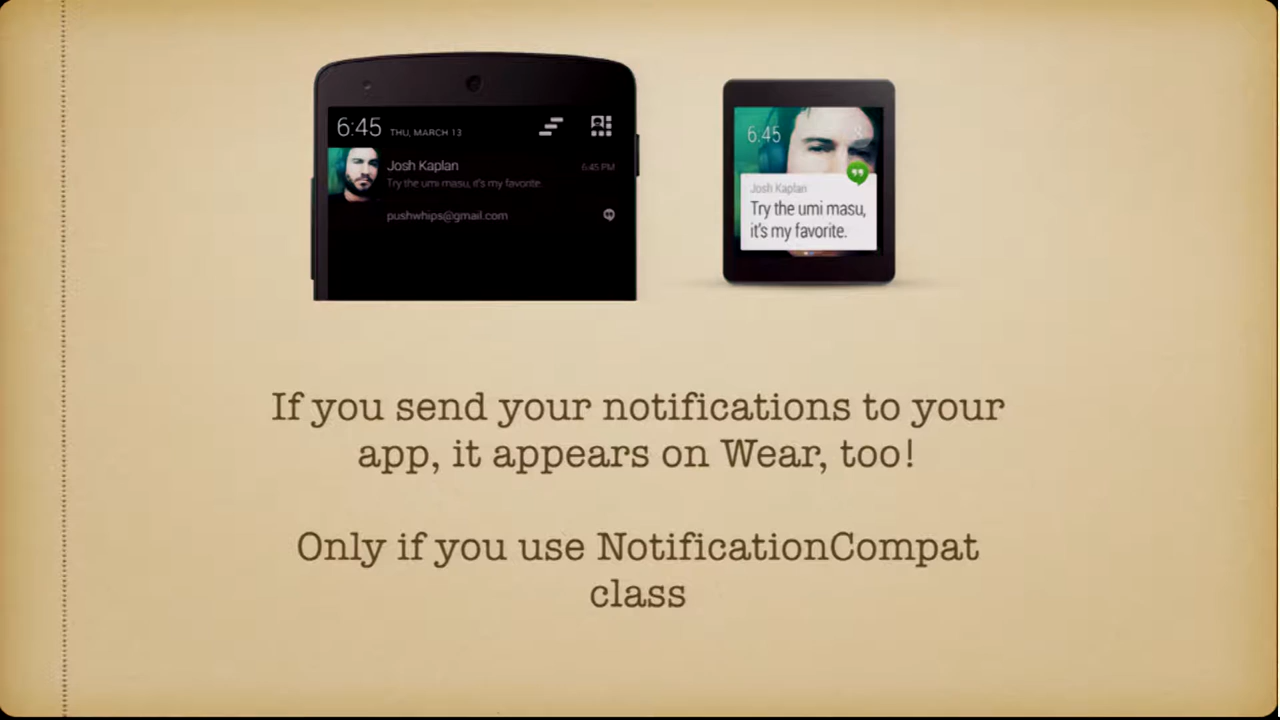 6:45 THU, MARCH 13
Josh Kaplan 6:45 PM
Try the umi masu, it's my favorite.
pushwhips@gmail.com
6:45
Josh Kaplan
Try the umi masu,
it's my favorite.
If you send your notifications to your
app, it appears on Wear, too!
Only if you use NotificationCompat
class